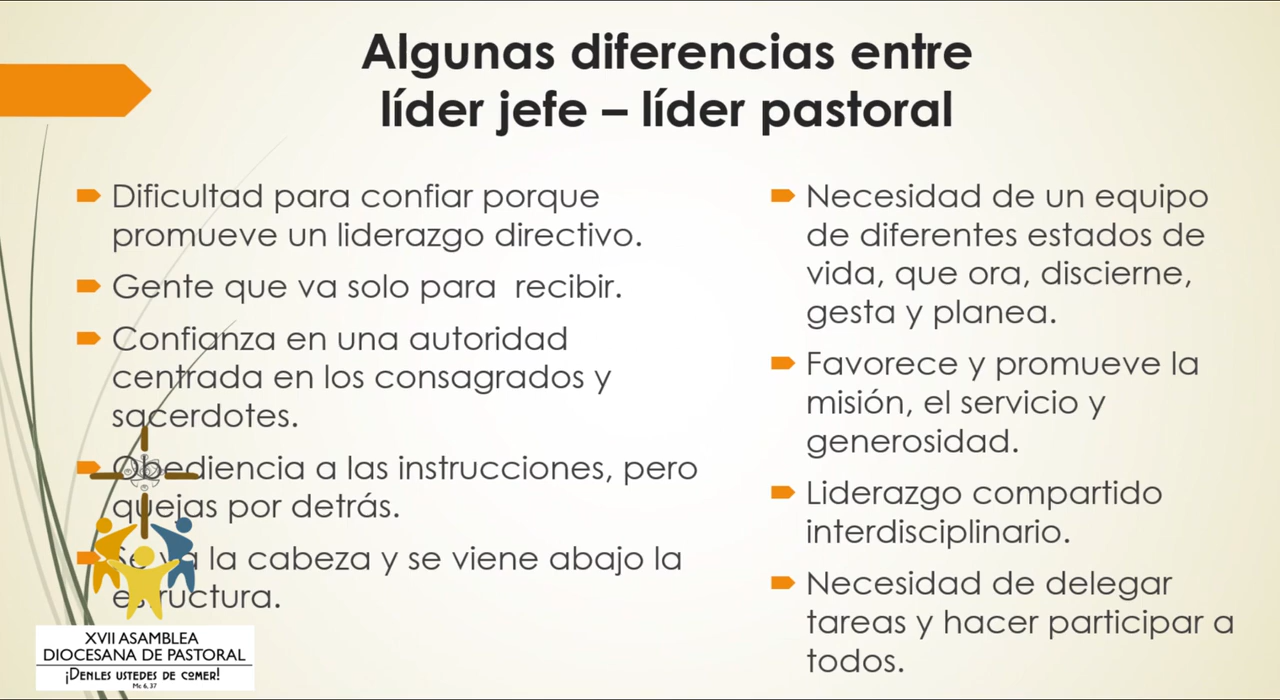 Algunas diferencias entre
líder jefe – líder pastoral
Dificultad para confiar porque
promueve un liderazgo directivo.
Gente que va solo para recibir.
Confianza en una autoridad
centrada en los consagrados y
sacerdotes.
Obediencia a las instrucciones, pero
quejas por detrás.
Se va la cabeza y se viene abajo la
estructura.
Necesidad de un equipo
de diferentes estados de
vida, que ora, discierne,
gesta y planea.
Favorece y promueve la
misión, el servicio y
generosidad.
Liderazgo compartido
interdisciplinario.
Necesidad de delegar
tareas y hacer participar a
todos.
XVII ASAMBLEA
DIOCESANA DE PASTORAL
¡DENLES USTEDES DE COMER!
Mc 6, 37